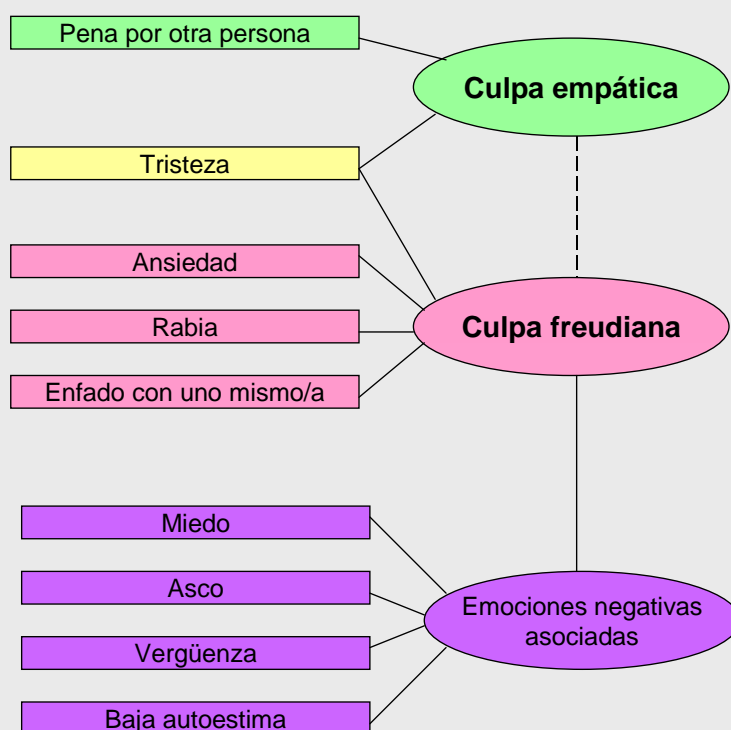 Pena por otra persona
Culpa empática
Tristeza
Ansiedad
Rabia
Culpa freudiana
Enfado con uno mismo/a
Miedo
Asco
Emociones negativas
asociadas
Vergüenza
Baja autoestima